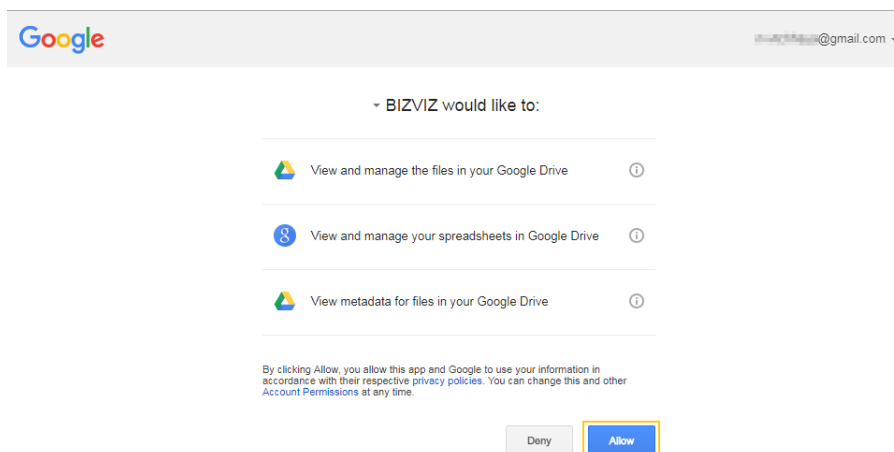 Google
@gmail.com
BIZVIZ would like to:
View and manage the files in your Google Drive
8 View and manage your spreadsheets in Google Drive
View metadata for files in your Google Drive
By clicking Allow, you allow this app and Google to use your information in
accordance with their respective privacy policies. You can change this and other
Account Permissions at any time.
Deny Allow